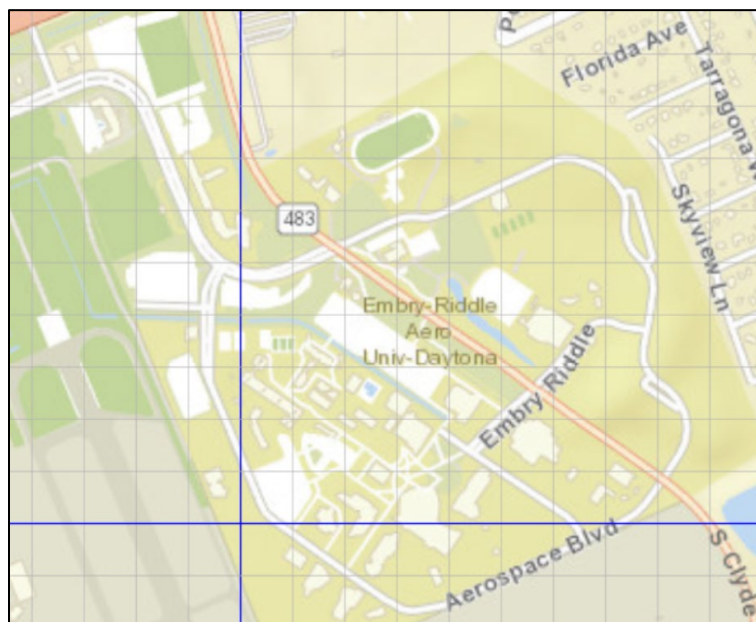 Florida Ave
Tarragona W
Skyview Ln
483
Embry-Riddle
Aero
Univ-Daytona
Embry Riddle
Aerospace Blvd
S Clyde